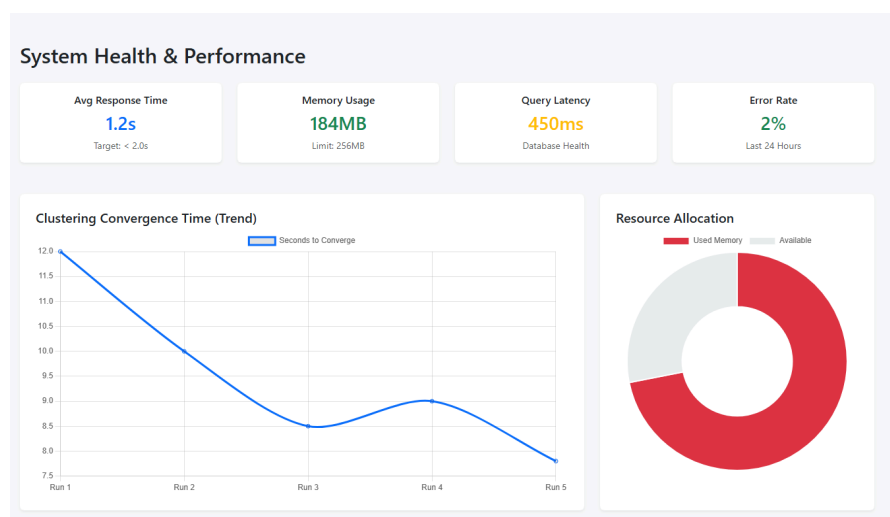 System Health & Performance
Avg Response Time
1.2s
Target: < 2.0s
Memory Usage
184MB
Limit: 256MB
Query Latency
450ms
Database Health
Error Rate
2%
Last 24 Hours
Clustering Convergence Time (Trend)
Seconds to Converge
12.0
11.5
11.0
10.5
10.0
9.5
9.0
8.5
8.0
7.5
Run 1 Run 2 Run 3 Run 4 Run 5
Resource Allocation
Used Memory Available